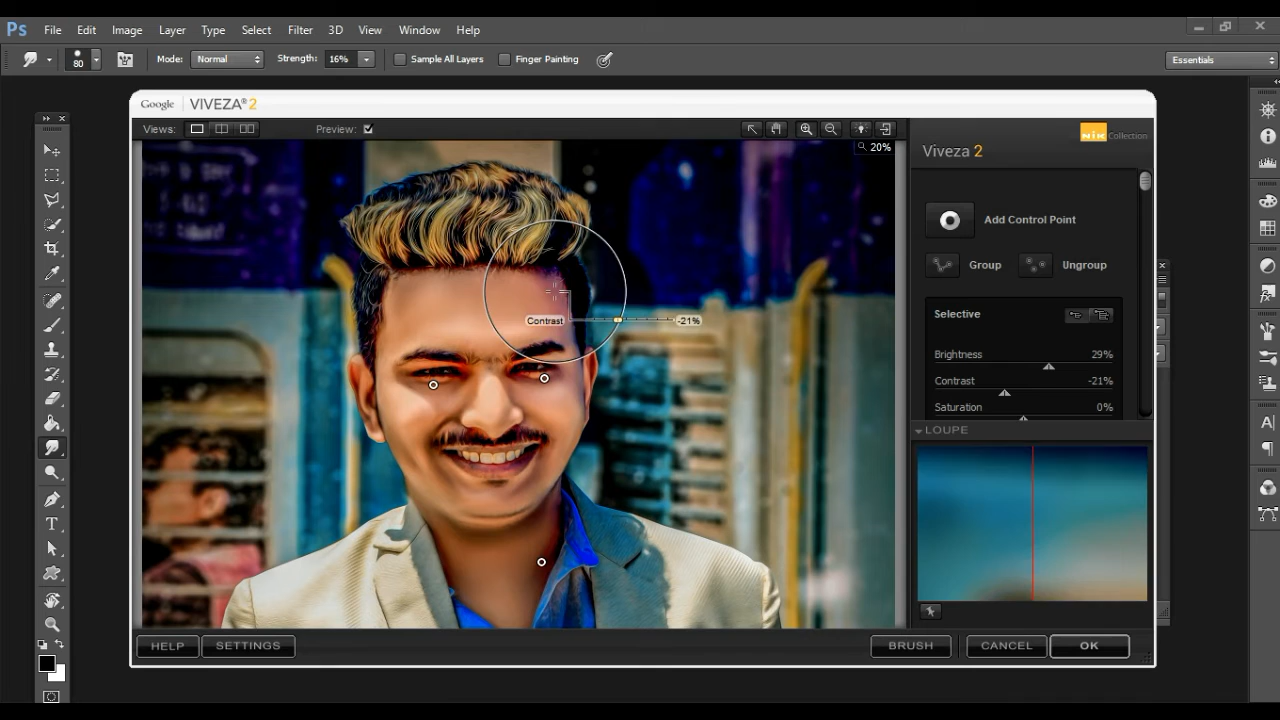 Ps File Edit Image Layer Type Select Filter 3D View Window Help
80 Mode: Normal Strength: 16% Sample All Layers Finger Painting Essentials
Google VIVEZA® 2
Views: Preview:
20%
nik Collection
Viveza 2
Add Control Point
Group Ungroup
Selective
Brightness 29%
Contrast -21%
Saturation 0%
Contrast -21%
LOUPE
HELP SETTINGS BRUSH CANCEL OK